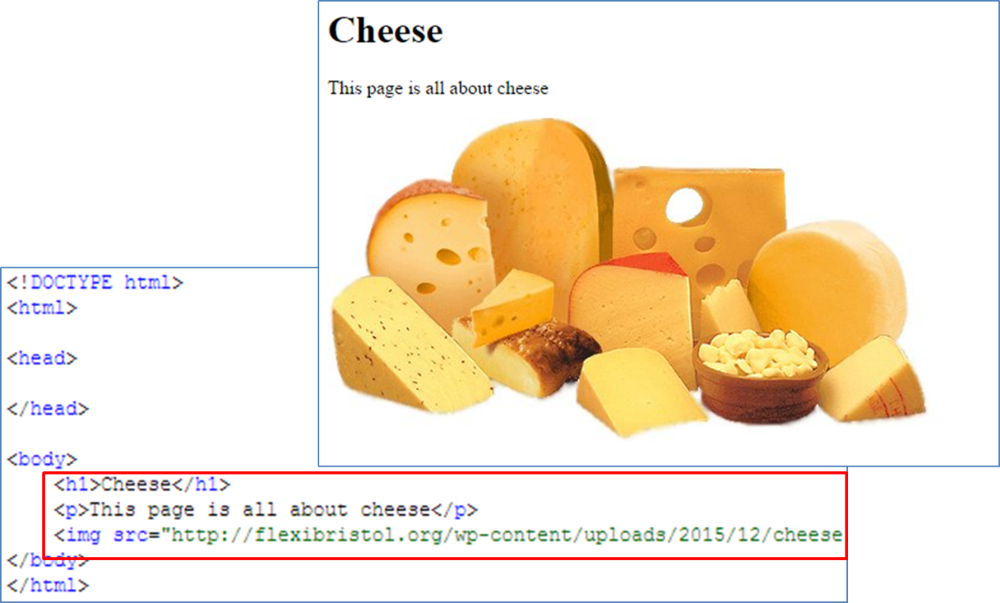 Cheese
This page is all about cheese
<!DOCTYPE html>
<html>
<head>
</head>
<body>
<h1>Cheese</h1>
<p>This page is all about cheese</p>
<img src="http://flexibristol.org/wp-content/uploads/2015/12/cheese
</body>
</html>